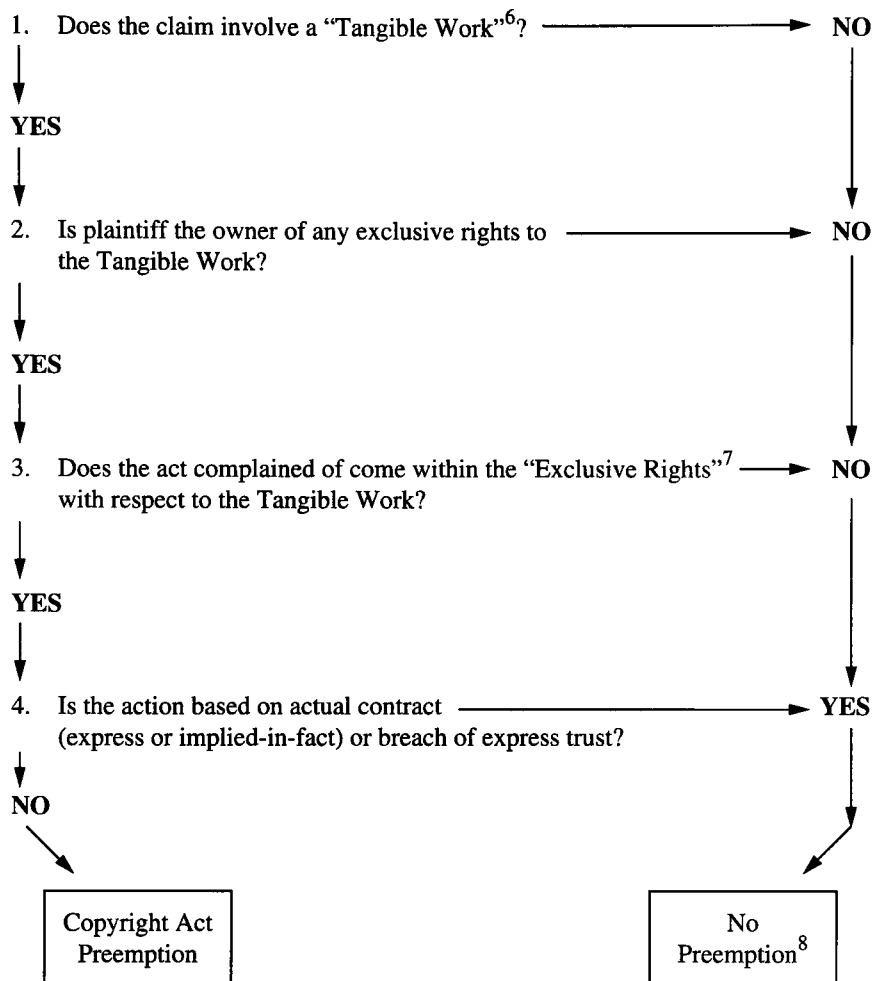 1. Does the claim involve a “Tangible Work”6? NO
YES
2. Is plaintiff the owner of any exclusive rights to NO
the Tangible Work?
YES
3. Does the act complained of come within the “Exclusive Rights”7 NO
with respect to the Tangible Work?
YES
4. Is the action based on actual contract YES
(express or implied-in-fact) or breach of express trust?
NO
Copyright Act
Preemption
No
Preemption8